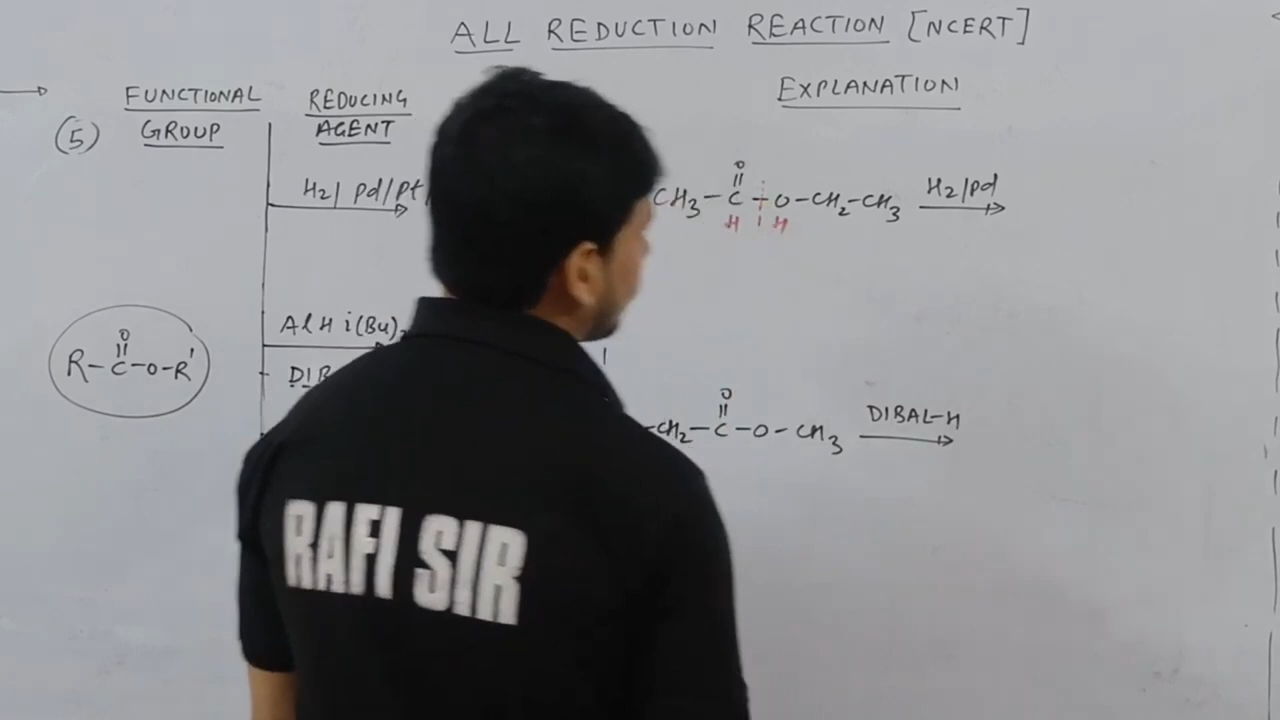 ALL REDUCTION REACTION [NCERT]
FUNCTIONAL GROUP
REDUCING AGENT
EXPLANATION
(5)
H2/ Pd/Pt/
O
CH3-C-O-CH2-CH3 H2/Pd
H H
AlH i(Bu)2
DIB
O
R-C-O-R'
O
-CH2-C-O-CH3 DIBAL-H
RAFI SIR